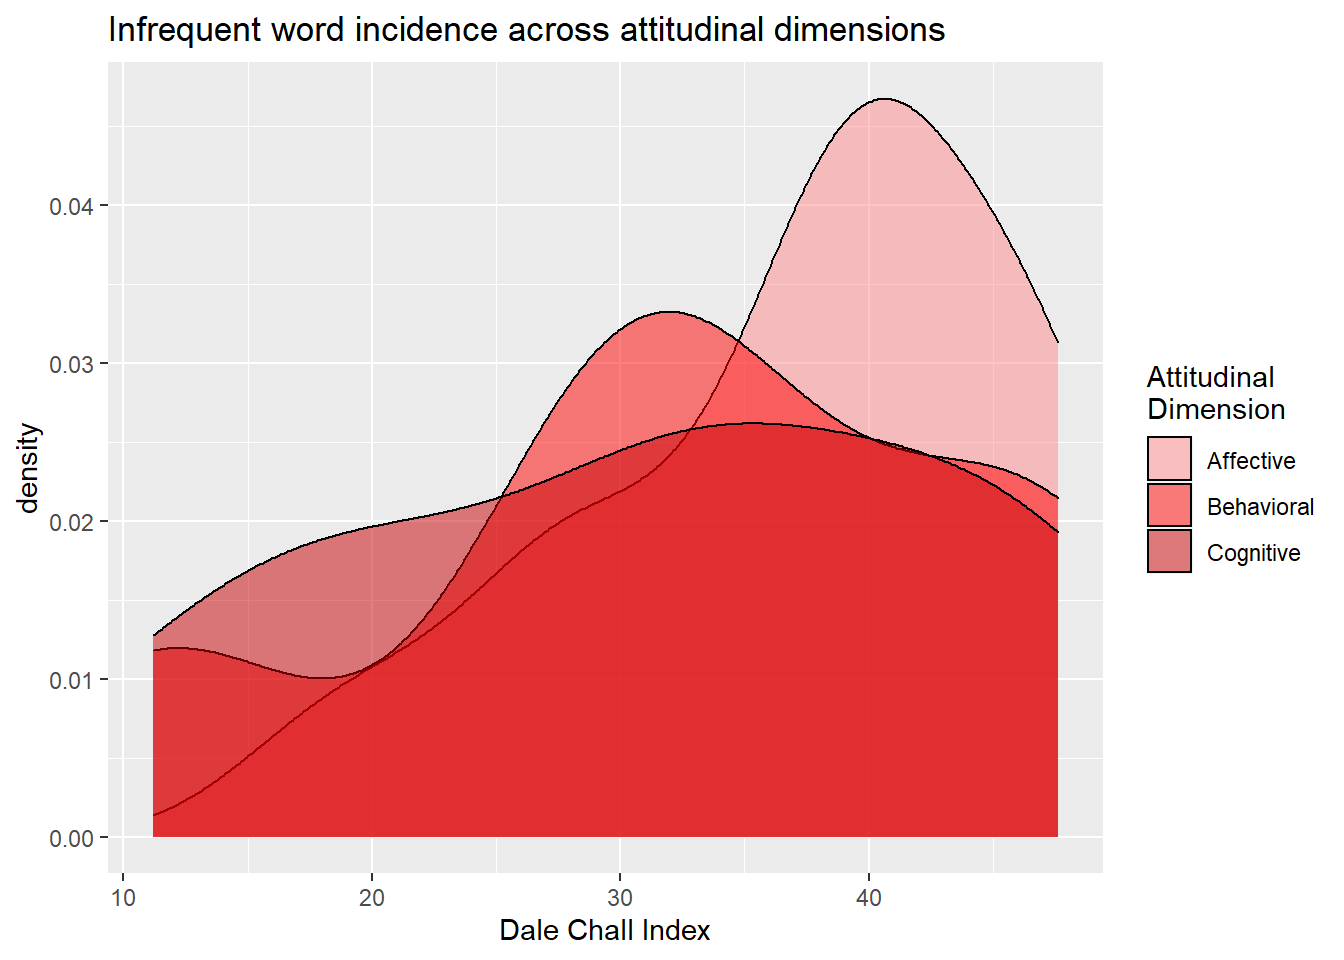 Infrequent word incidence across attitudinal dimensions
0.04
0.03
0.02
0.01
0.00
density
10 20 30 40
Dale Chall Index
Attitudinal
Dimension
Affective
Behavioral
Cognitive